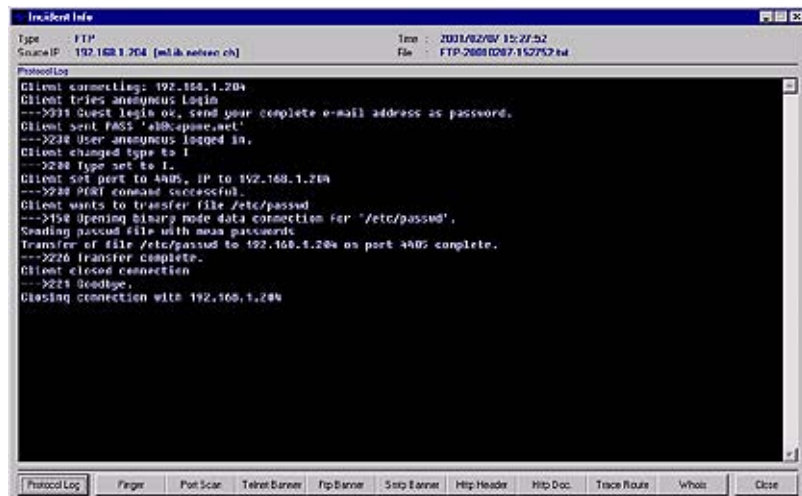 Incident Info
Type : FTP Time : 2001/02/07 15:27:52
Source IP : 192.168.1.204 [mlib.netsec.ch] File : FTP-20010207-152752.txt
Protocol Log
Client connecting: 192.168.1.204
Client tries anonymous Login
--->331 Guest login ok, send your complete e-mail address as password.
Client sent PASS 'al@capone.net'
--->230 User anonymous logged in.
Client changed type to I
--->200 Type set to I.
Client set port to 4405, IP to 192.168.1.204
--->200 PORT command successful.
Client wants to transfer file /etc/passwd
--->150 Opening binary mode data connection for '/etc/passwd'.
Sending passwd file with mean passwords
Transfer of file /etc/passwd to 192.168.1.204 on port 4405 complete.
--->226 Transfer complete.
Client closed connection
--->221 Goodbye.
Closing connection with 192.168.1.204
Protocol Log Finger Port Scan Telnet Banner Ftp Banner Smtp Banner Http Header Http Doc. Trace Route Whois Close